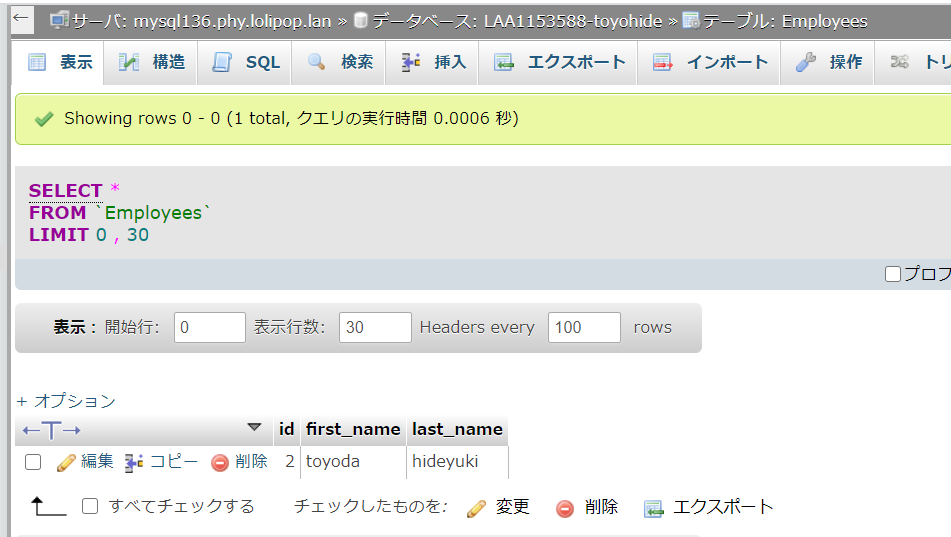 サーバ: mysql136.phy.lolipop.lan » データベース: LAA1153588-toyohide » テーブル: Employees
表示 構造 SQL 検索 挿入 エクスポート インポート 操作
Showing rows 0 - 0 (1 total, クエリの実行時間 0.0006 秒)
SELECT *
FROM `Employees`
LIMIT 0 , 30
表示 : 開始行: 0 表示行数: 30 Headers every 100 rows
+ オプション
←T→ id first_name last_name
編集 コピー 削除 2 toyoda hideyuki
すべてチェックする チェックしたものを: 変更 削除 エクスポート